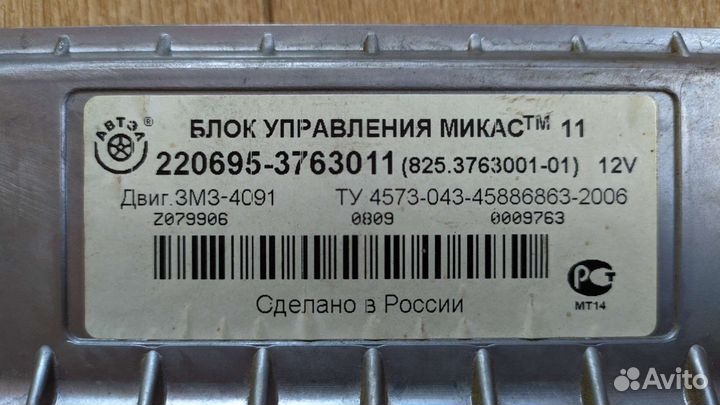 АВТЭЛ ®
БЛОК УПРАВЛЕНИЯ МИКАС™ 11
220695-3763011 (825.3763001-01) 12V
Двиг.ЗМЗ-4091 ТУ 4573-043-45886863-2006
Z079906 0809 0009763
Сделано в России
РСТ
МТ14
Avito